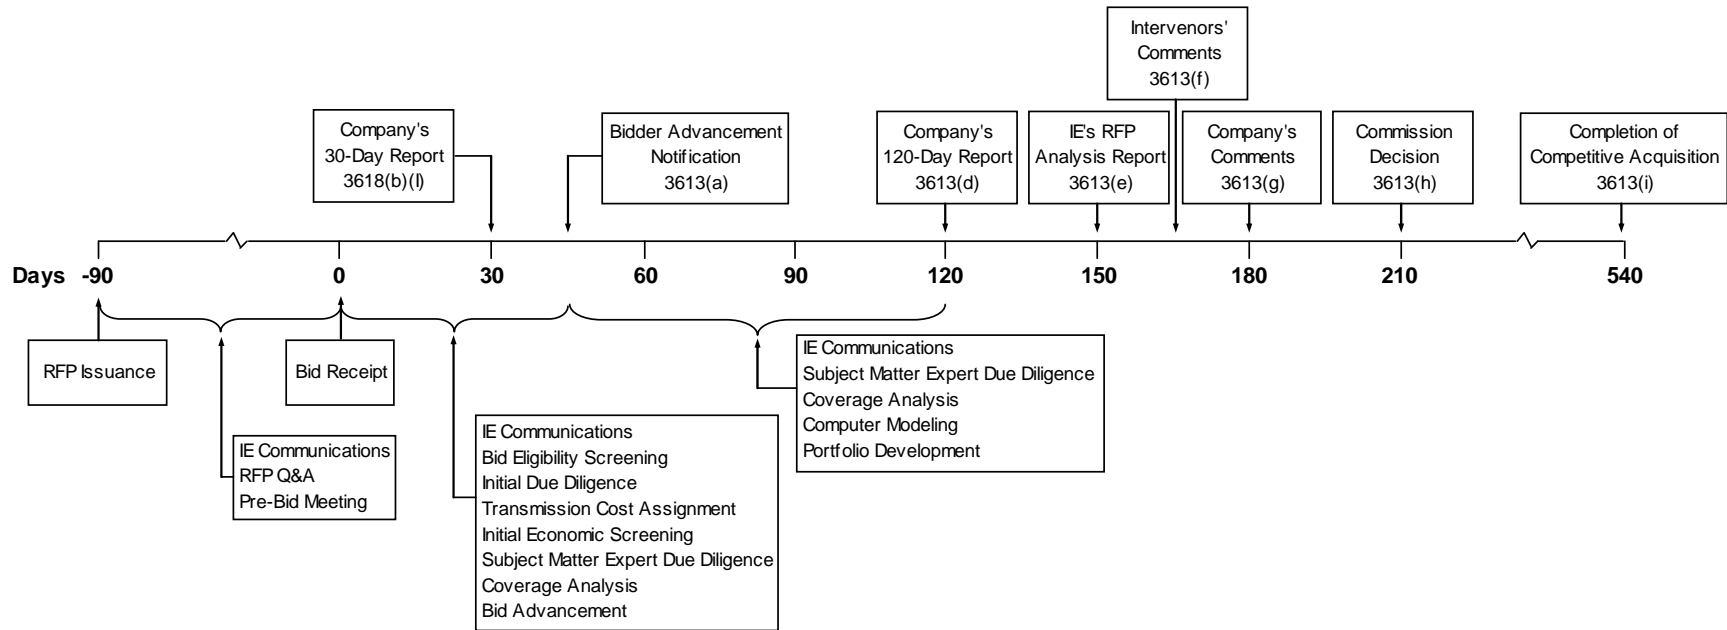 Intervenors'
Comments
3613(f)
Company's
30-Day Report
3618(b)(I)
Bidder Advancement
Notification
3613(a)
Company's
120-Day Report
3613(d)
IE's RFP
Analysis Report
3613(e)
Company's
Comments
3613(g)
Commission
Decision
3613(h)
Completion of
Competitive Acquisition
3613(i)
Days -90 0 30 60 90 120 150 180 210 540
RFP Issuance
Bid Receipt
IE Communications
RFP Q&A
Pre-Bid Meeting
IE Communications
Bid Eligibility Screening
Initial Due Diligence
Transmission Cost Assignment
Initial Economic Screening
Subject Matter Expert Due Diligence
Coverage Analysis
Bid Advancement
IE Communications
Subject Matter Expert Due Diligence
Coverage Analysis
Computer Modeling
Portfolio Development